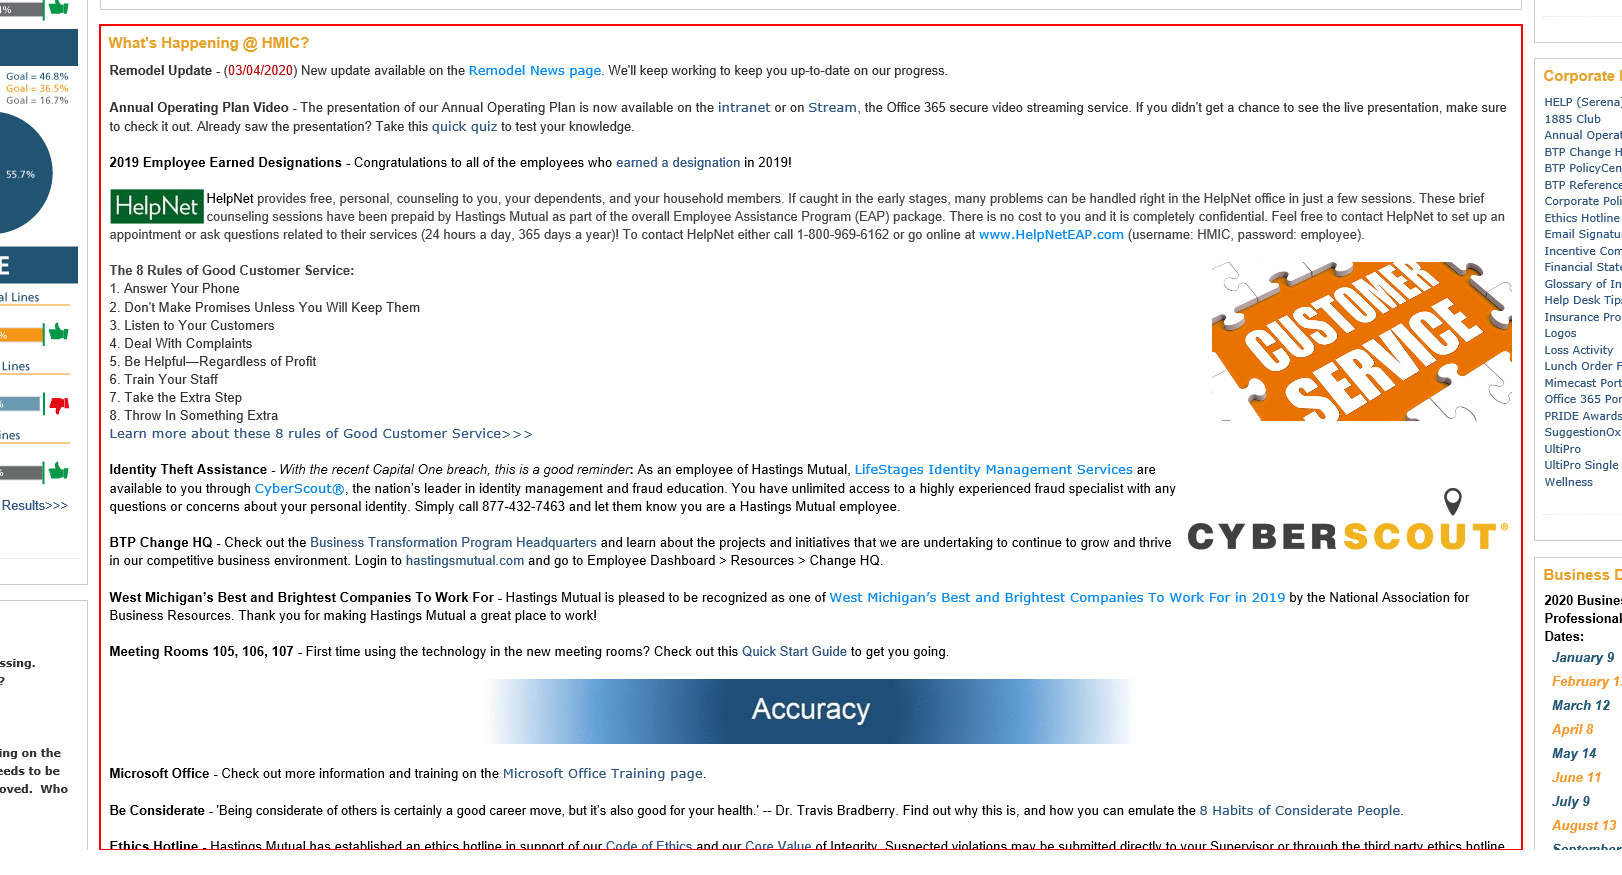 4%
Goal = 46.8%
Goal = 36.5%
Goal = 16.7%
55.7%
E
al Lines
%
Lines
%
ines
%
Results>>>
ssing.
?
ing on the
eeds to be
oved. Who
What's Happening @ HMIC?
Remodel Update - (03/04/2020) New update available on the Remodel News page. We'll keep working to keep you up-to-date on our progress.
Annual Operating Plan Video - The presentation of our Annual Operating Plan is now available on the intranet or on Stream, the Office 365 secure video streaming service. If you didn't get a chance to see the live presentation, make sure
to check it out. Already saw the presentation? Take this quick quiz to test your knowledge.
2019 Employee Earned Designations - Congratulations to all of the employees who earned a designation in 2019!
HelpNet
HelpNet provides free, personal, counseling to you, your dependents, and your household members. If caught in the early stages, many problems can be handled right in the HelpNet office in just a few sessions. These brief
counseling sessions have been prepaid by Hastings Mutual as part of the overall Employee Assistance Program (EAP) package. There is no cost to you and it is completely confidential. Feel free to contact HelpNet to set up an
appointment or ask questions related to their services (24 hours a day, 365 days a year)! To contact HelpNet either call 1-800-969-6162 or go online at www.HelpNetEAP.com (username: HMIC, password: employee).
The 8 Rules of Good Customer Service:
1. Answer Your Phone
2. Don't Make Promises Unless You Will Keep Them
3. Listen to Your Customers
4. Deal With Complaints
5. Be Helpful—Regardless of Profit
6. Train Your Staff
7. Take the Extra Step
8. Throw In Something Extra
Learn more about these 8 rules of Good Customer Service>>>
CUSTOMER
SERVICE
Identity Theft Assistance - With the recent Capital One breach, this is a good reminder: As an employee of Hastings Mutual, LifeStages Identity Management Services are
available to you through CyberScout®, the nation's leader in identity management and fraud education. You have unlimited access to a highly experienced fraud specialist with any
questions or concerns about your personal identity. Simply call 877-432-7463 and let them know you are a Hastings Mutual employee.
CYBERSCOUT®
BTP Change HQ - Check out the Business Transformation Program Headquarters and learn about the projects and initiatives that we are undertaking to continue to grow and thrive
in our competitive business environment. Login to hastingsmutual.com and go to Employee Dashboard > Resources > Change HQ.
West Michigan's Best and Brightest Companies To Work For - Hastings Mutual is pleased to be recognized as one of West Michigan's Best and Brightest Companies To Work For in 2019 by the National Association for
Business Resources. Thank you for making Hastings Mutual a great place to work!
Meeting Rooms 105, 106, 107 - First time using the technology in the new meeting rooms? Check out this Quick Start Guide to get you going.
Accuracy
Microsoft Office - Check out more information and training on the Microsoft Office Training page.
Be Considerate - 'Being considerate of others is certainly a good career move, but it's also good for your health.' -- Dr. Travis Bradberry. Find out why this is, and how you can emulate the 8 Habits of Considerate People.
Ethics Hotline - Hastings Mutual has established an ethics hotline in support of our Code of Ethics and our Core Value of Integrity. Suspected violations may be submitted directly to your Supervisor or through the third party ethics hotline
Corporate
HELP (Serena)
1885 Club
Annual Operat
BTP Change H
BTP PolicyCen
BTP Reference
Corporate Poli
Ethics Hotline
Email Signatu
Incentive Com
Financial State
Glossary of In
Help Desk Tips
Insurance Pro
Logos
Loss Activity
Lunch Order F
Mimecast Port
Office 365 Por
PRIDE Awards
SuggestionOx
UltiPro
UltiPro Single
Wellness
Business D
2020 Busines
Professional
Dates:
January 9
February 1
March 12
April 8
May 14
June 11
July 9
August 13
September